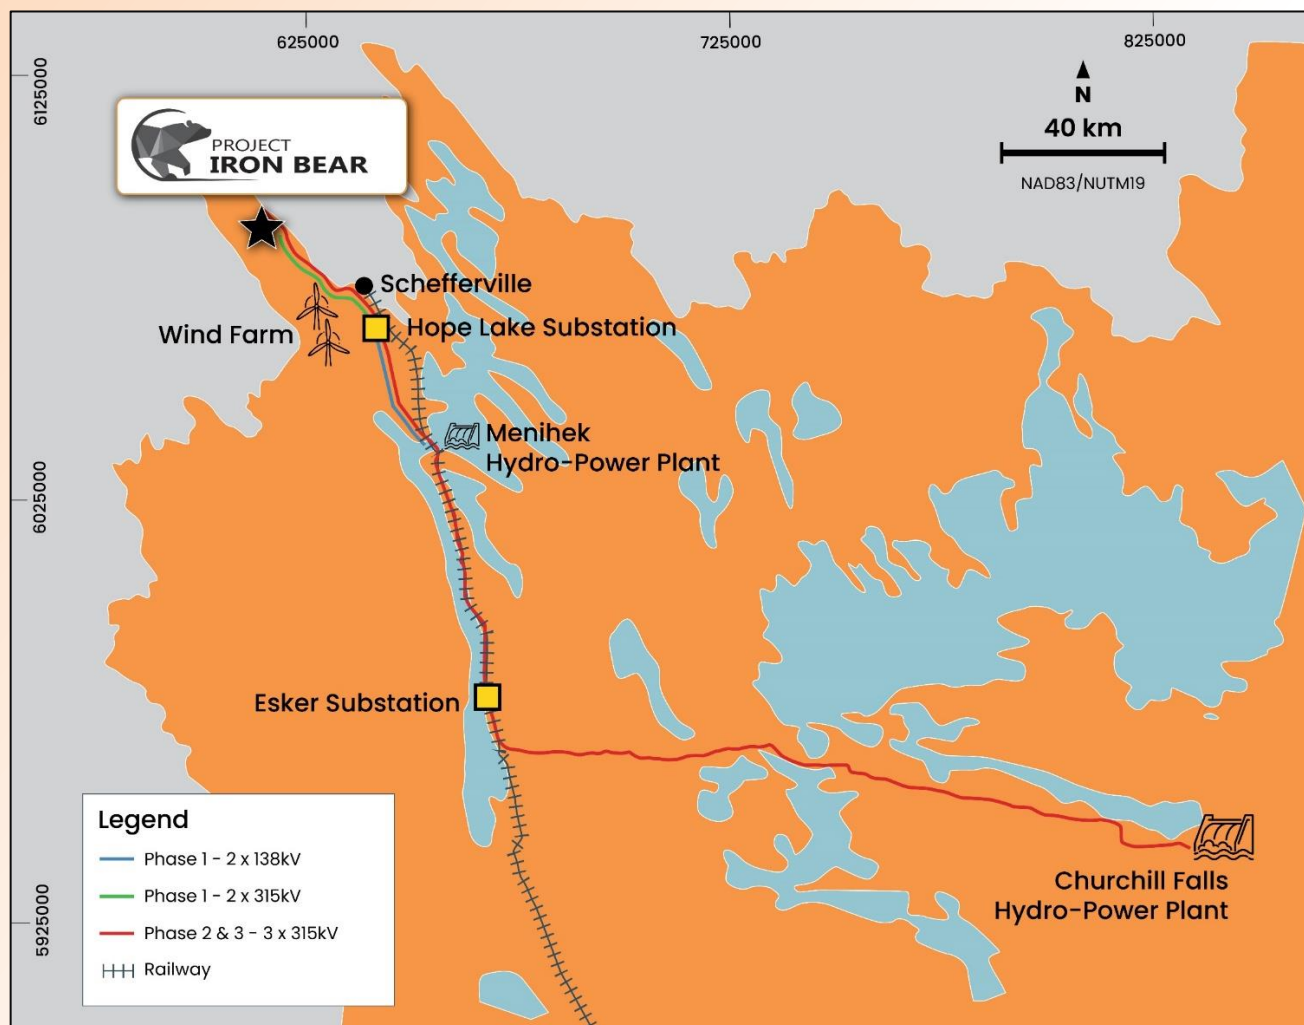 625000
725000
825000
6125000
6025000
5925000
N
40 km
NAD83/NUTM19
PROJECT
IRON BEAR
Schefferville
Hope Lake Substation
Wind Farm
Menihek
Hydro-Power Plant
Esker Substation
Churchill Falls
Hydro-Power Plant
Legend
Phase 1 - 2 x 138kV
Phase 1 - 2 x 315kV
Phase 2 & 3 - 3 x 315kV
Railway